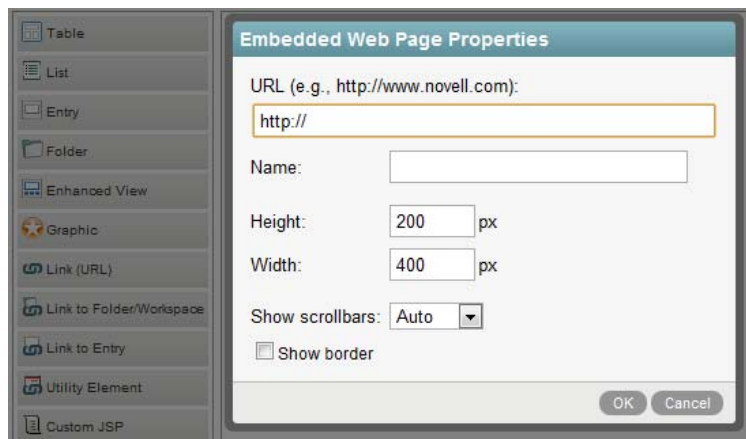 Table
List
Entry
Folder
Enhanced View
Graphic
Link (URL)
Link to Folder/Workspace
Link to Entry
Utility Element
Custom JSP
Embedded Web Page Properties
URL (e.g., http://www.novell.com):
http://
Name:
Height: 200 px
Width: 400 px
Show scrollbars: Auto
Show border
OK Cancel